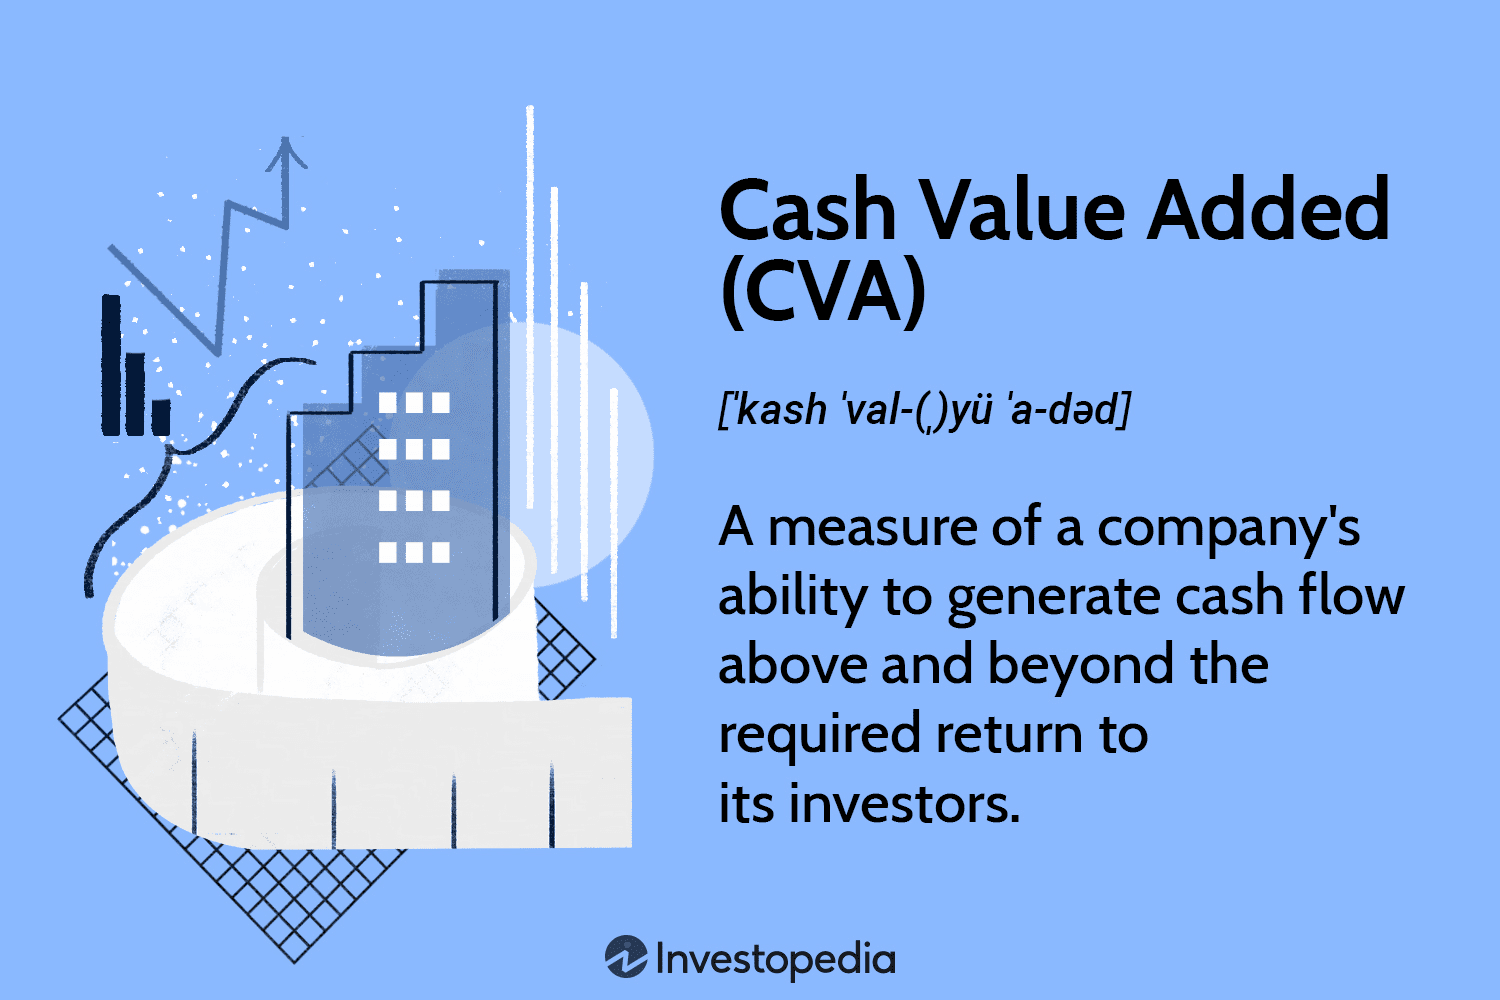 Cash Value Added
(CVA)
['kash 'val-(ˌ)yü 'a-dəd]
A measure of a company's
ability to generate cash flow
above and beyond the
required return to
its investors.
Investopedia